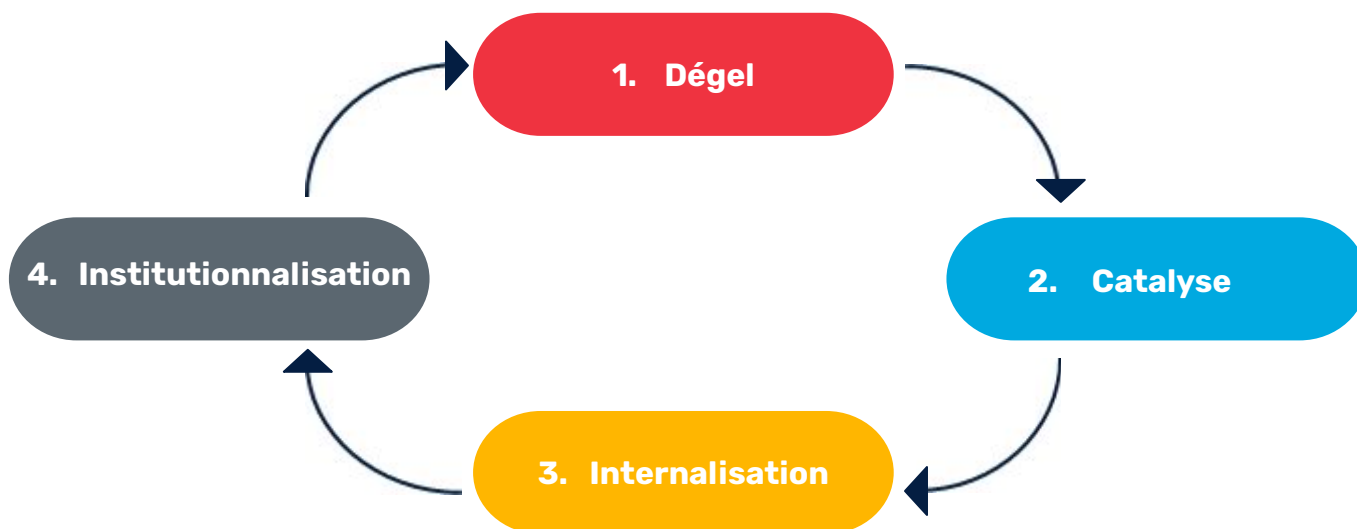 1. Dégel
2. Catalyse
3. Internalisation
4. Institutionnalisation